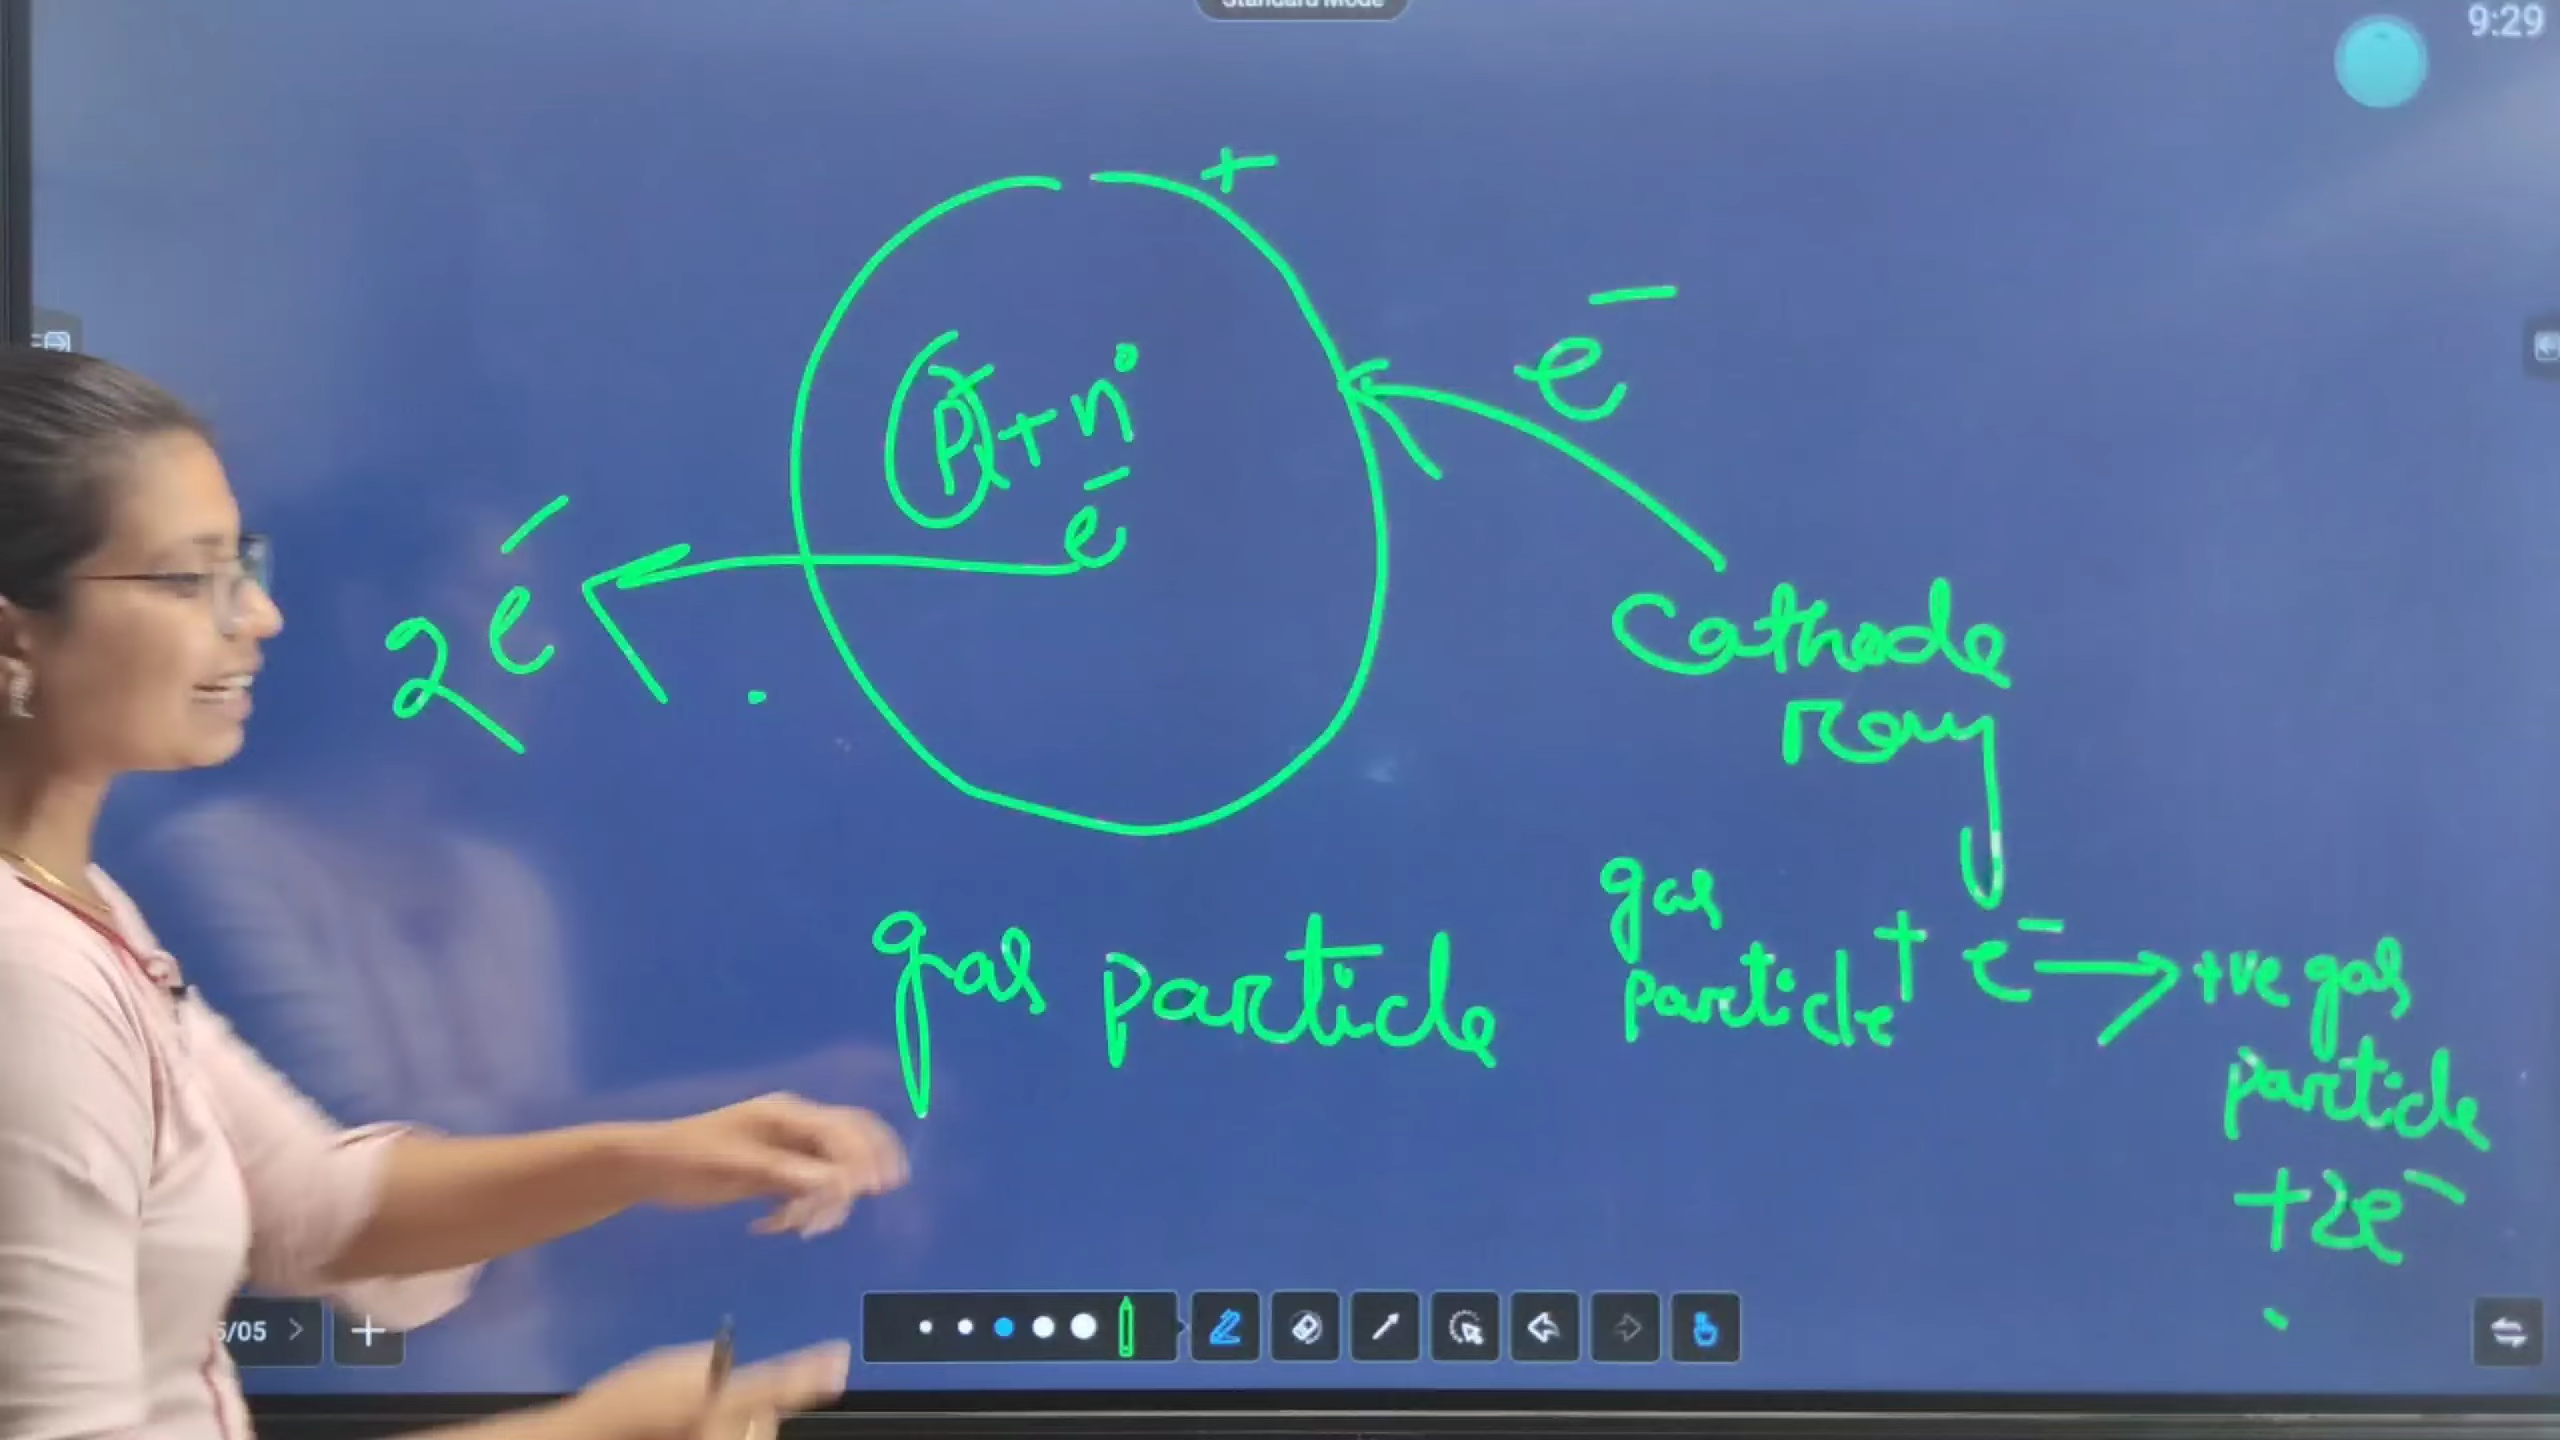 Standard Mode
9:29
+
e⁻
p⁺ + n°
e⁻
2e⁻
Cathode
Ray
gas particle
gas
particle + e⁻ → +ve gas
particle
+2e⁻
5/05